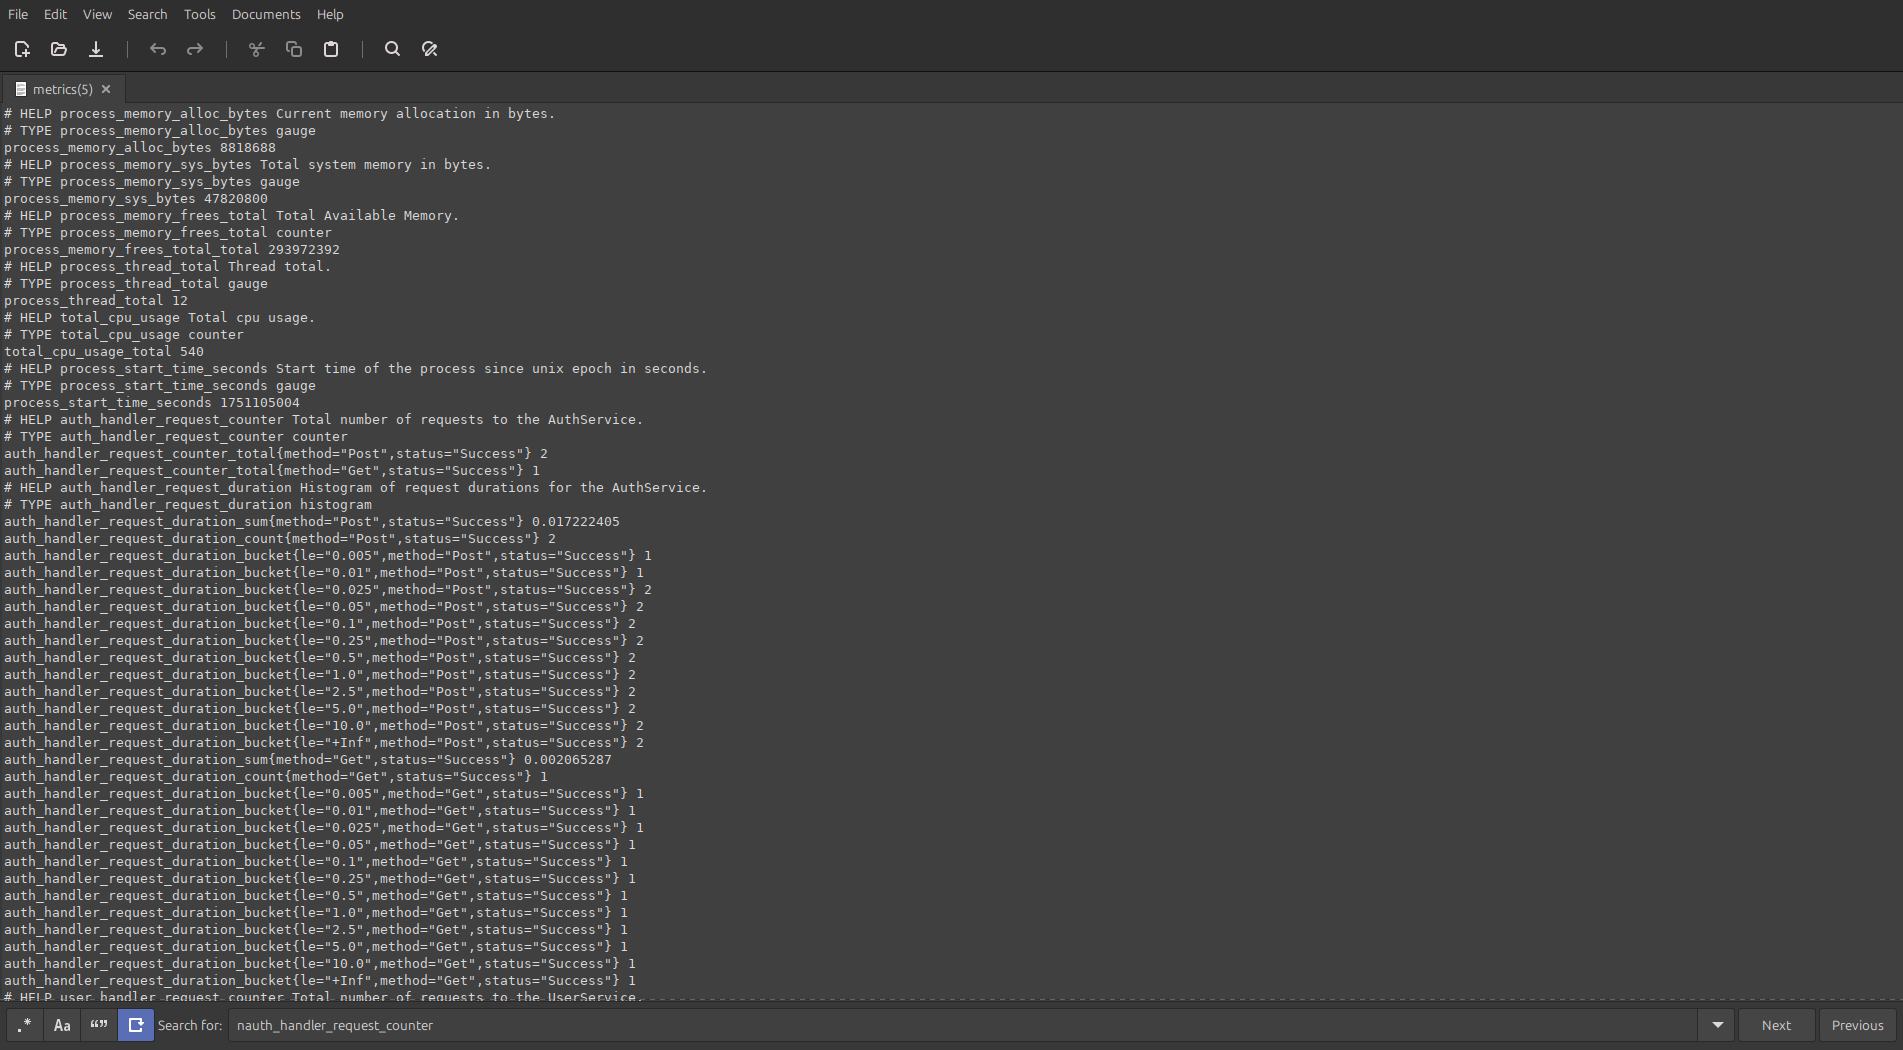 File Edit View Search Tools Documents Help
metrics(5)
# HELP process_memory_alloc_bytes Current memory allocation in bytes.
# TYPE process_memory_alloc_bytes gauge
process_memory_alloc_bytes 8818688
# HELP process_memory_sys_bytes Total system memory in bytes.
# TYPE process_memory_sys_bytes gauge
process_memory_sys_bytes 47820800
# HELP process_memory_frees_total Total Available Memory.
# TYPE process_memory_frees_total counter
process_memory_frees_total_total 293972392
# HELP process_thread_total Thread total.
# TYPE process_thread_total gauge
process_thread_total 12
# HELP total_cpu_usage Total cpu usage.
# TYPE total_cpu_usage counter
total_cpu_usage_total 540
# HELP process_start_time_seconds Start time of the process since unix epoch in seconds.
# TYPE process_start_time_seconds gauge
process_start_time_seconds 1751105004
# HELP auth_handler_request_counter Total number of requests to the AuthService.
# TYPE auth_handler_request_counter counter
auth_handler_request_counter_total{method="Post",status="Success"} 2
auth_handler_request_counter_total{method="Get",status="Success"} 1
# HELP auth_handler_request_duration Histogram of request durations for the AuthService.
# TYPE auth_handler_request_duration histogram
auth_handler_request_duration_sum{method="Post",status="Success"} 0.017222405
auth_handler_request_duration_count{method="Post",status="Success"} 2
auth_handler_request_duration_bucket{le="0.005",method="Post",status="Success"} 1
auth_handler_request_duration_bucket{le="0.01",method="Post",status="Success"} 1
auth_handler_request_duration_bucket{le="0.025",method="Post",status="Success"} 2
auth_handler_request_duration_bucket{le="0.05",method="Post",status="Success"} 2
auth_handler_request_duration_bucket{le="0.1",method="Post",status="Success"} 2
auth_handler_request_duration_bucket{le="0.25",method="Post",status="Success"} 2
auth_handler_request_duration_bucket{le="0.5",method="Post",status="Success"} 2
auth_handler_request_duration_bucket{le="1.0",method="Post",status="Success"} 2
auth_handler_request_duration_bucket{le="2.5",method="Post",status="Success"} 2
auth_handler_request_duration_bucket{le="5.0",method="Post",status="Success"} 2
auth_handler_request_duration_bucket{le="10.0",method="Post",status="Success"} 2
auth_handler_request_duration_bucket{le="+Inf",method="Post",status="Success"} 2
auth_handler_request_duration_sum{method="Get",status="Success"} 0.002065287
auth_handler_request_duration_count{method="Get",status="Success"} 1
auth_handler_request_duration_bucket{le="0.005",method="Get",status="Success"} 1
auth_handler_request_duration_bucket{le="0.01",method="Get",status="Success"} 1
auth_handler_request_duration_bucket{le="0.025",method="Get",status="Success"} 1
auth_handler_request_duration_bucket{le="0.05",method="Get",status="Success"} 1
auth_handler_request_duration_bucket{le="0.1",method="Get",status="Success"} 1
auth_handler_request_duration_bucket{le="0.25",method="Get",status="Success"} 1
auth_handler_request_duration_bucket{le="0.5",method="Get",status="Success"} 1
auth_handler_request_duration_bucket{le="1.0",method="Get",status="Success"} 1
auth_handler_request_duration_bucket{le="2.5",method="Get",status="Success"} 1
auth_handler_request_duration_bucket{le="5.0",method="Get",status="Success"} 1
auth_handler_request_duration_bucket{le="10.0",method="Get",status="Success"} 1
auth_handler_request_duration_bucket{le="+Inf",method="Get",status="Success"} 1
# HELP user_handler_request_counter Total number of requests to the UserService.
.* Aa “” Search for: nauth_handler_request_counter Next Previous